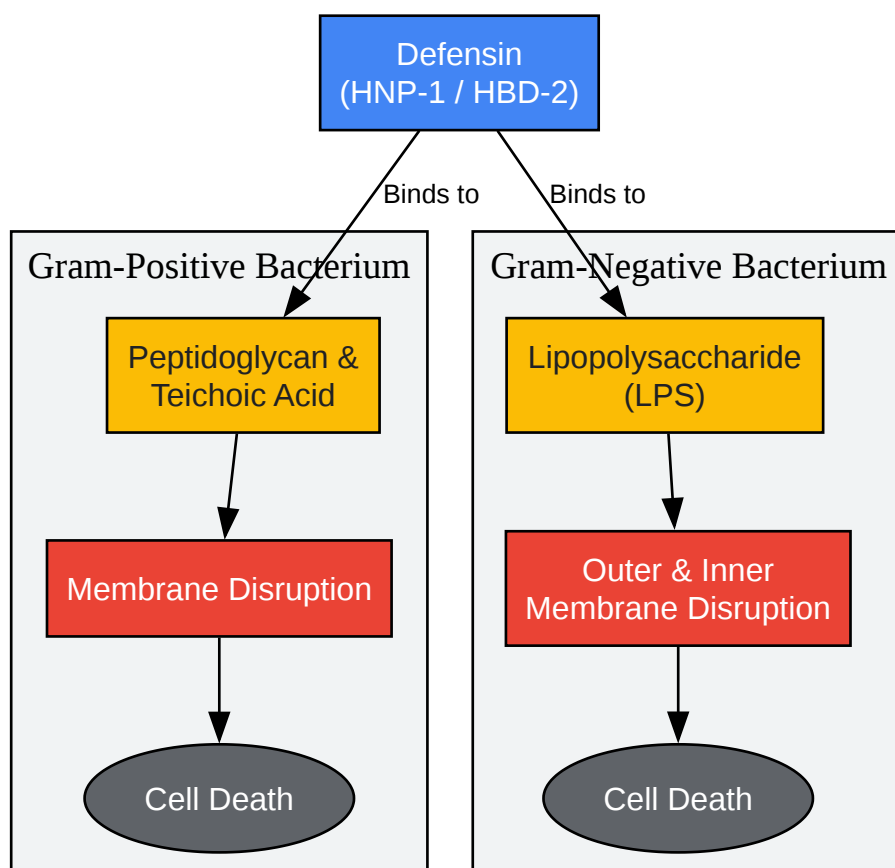 Defensin
(HNP-1 / HBD-2)
Binds to
Binds to
Gram-Positive Bacterium
Peptidoglycan &
Teichoic Acid
Membrane Disruption
Cell Death
Gram-Negative Bacterium
Lipopolysaccharide
(LPS)
Outer & Inner
Membrane Disruption
Cell Death